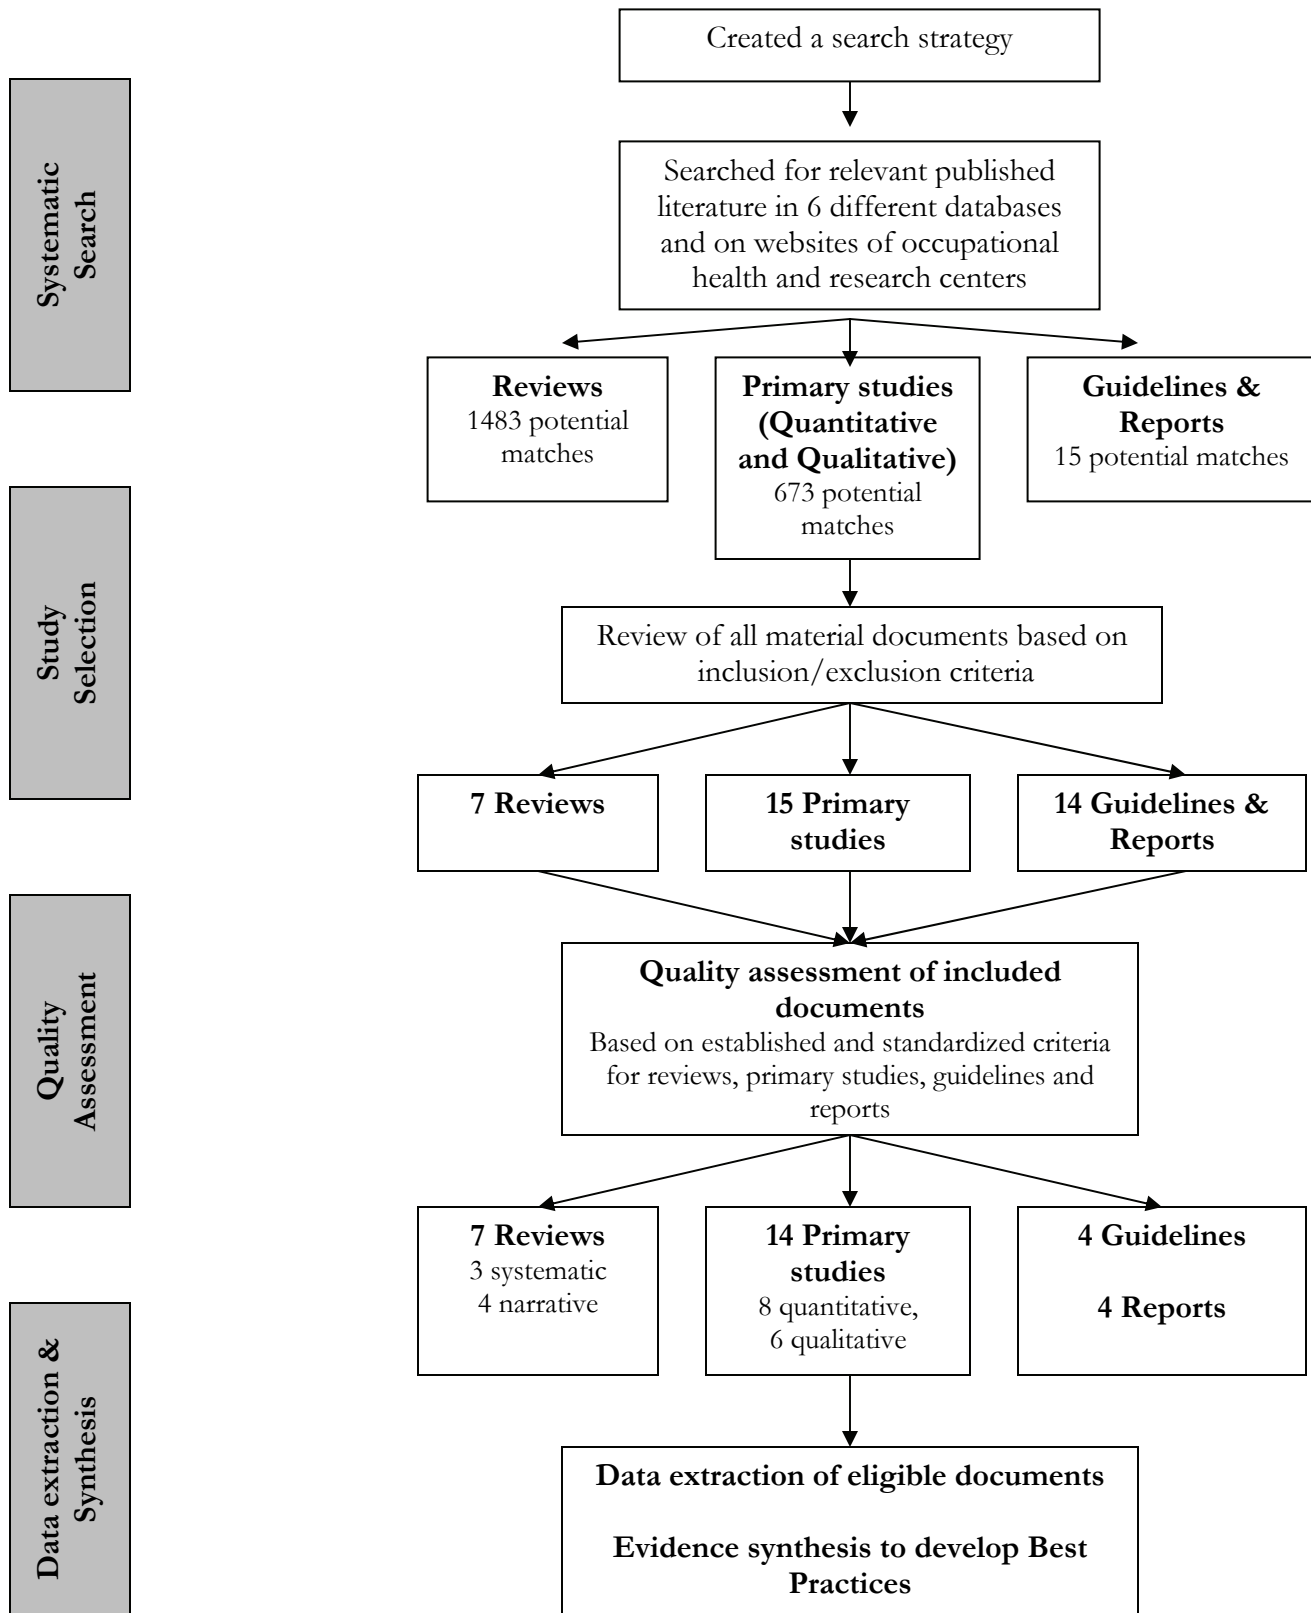 Created a search strategy
Systematic
Search
Searched for relevant published
literature in 6 different databases
and on websites of occupational
health and research centers
Reviews
1483 potential
matches
Primary studies
(Quantitative
and Qualitative)
673 potential
matches
Guidelines &
Reports
15 potential matches
Study
Selection
Review of all material documents based on
inclusion/exclusion criteria
7 Reviews
15 Primary
studies
14 Guidelines &
Reports
Quality
Assessment
Quality assessment of included
documents
Based on established and standardized criteria
for reviews, primary studies, guidelines and
reports
7 Reviews
3 systematic
4 narrative
14 Primary
studies
8 quantitative,
6 qualitative
4 Guidelines
4 Reports
Data extraction &
Synthesis
Data extraction of eligible documents
Evidence synthesis to develop Best
Practices